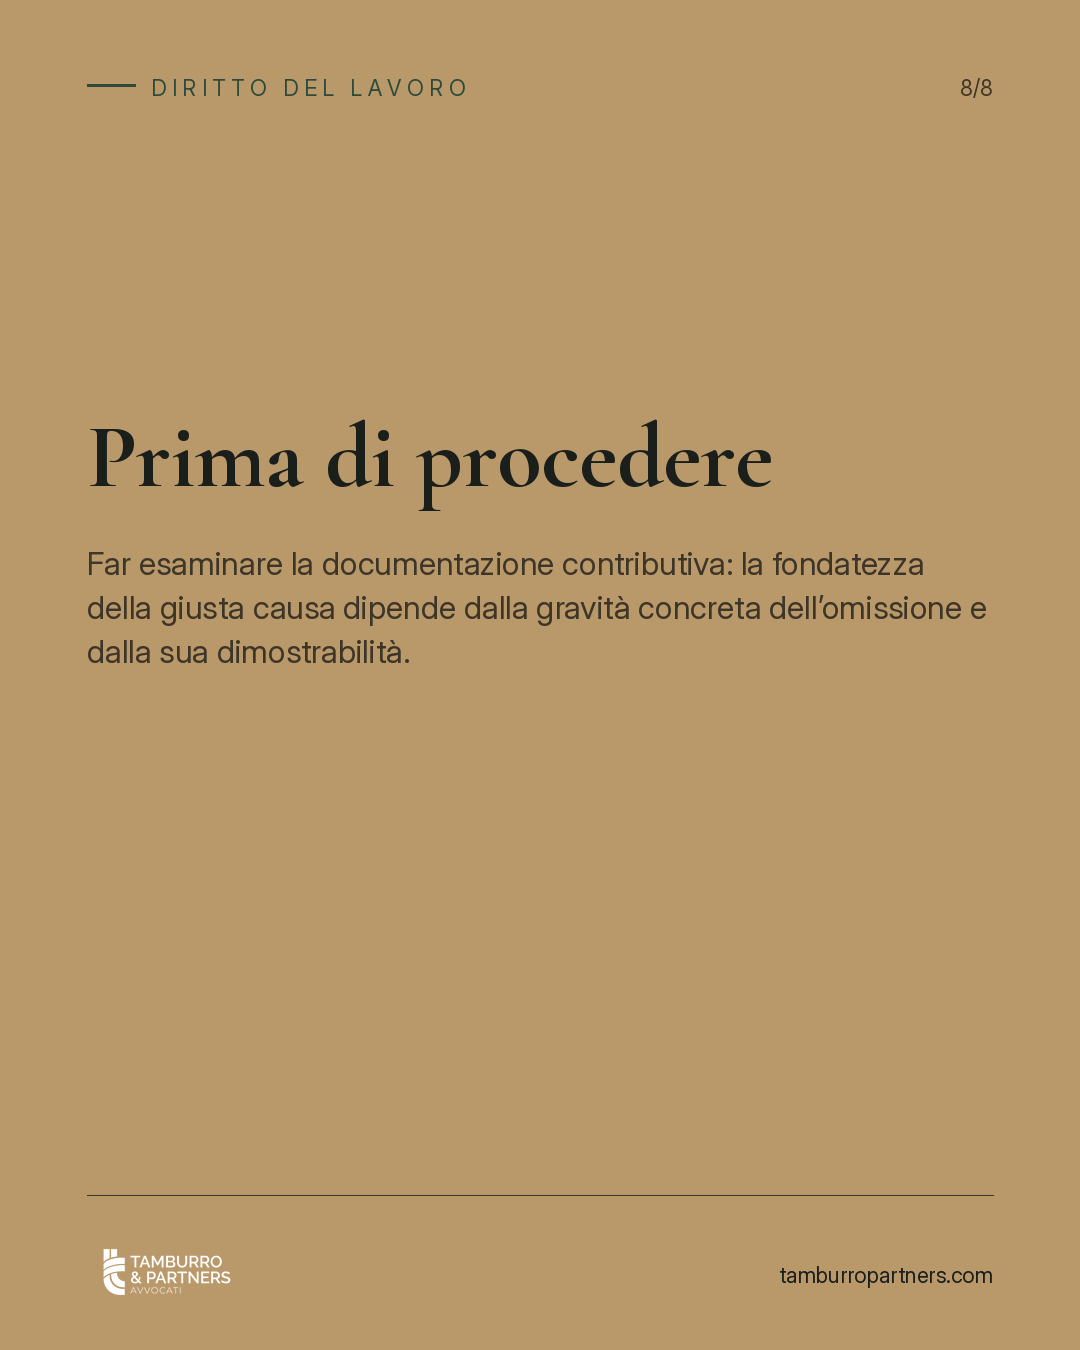 DIRITTO DEL LAVORO
8/8
Prima di procedere
Far esaminare la documentazione contributiva: la fondatezza
della giusta causa dipende dalla gravità concreta dell’omissione e
dalla sua dimostrabilità.
TAMBURRO
& PARTNERS
AVVOCATI
tamburropartners.com